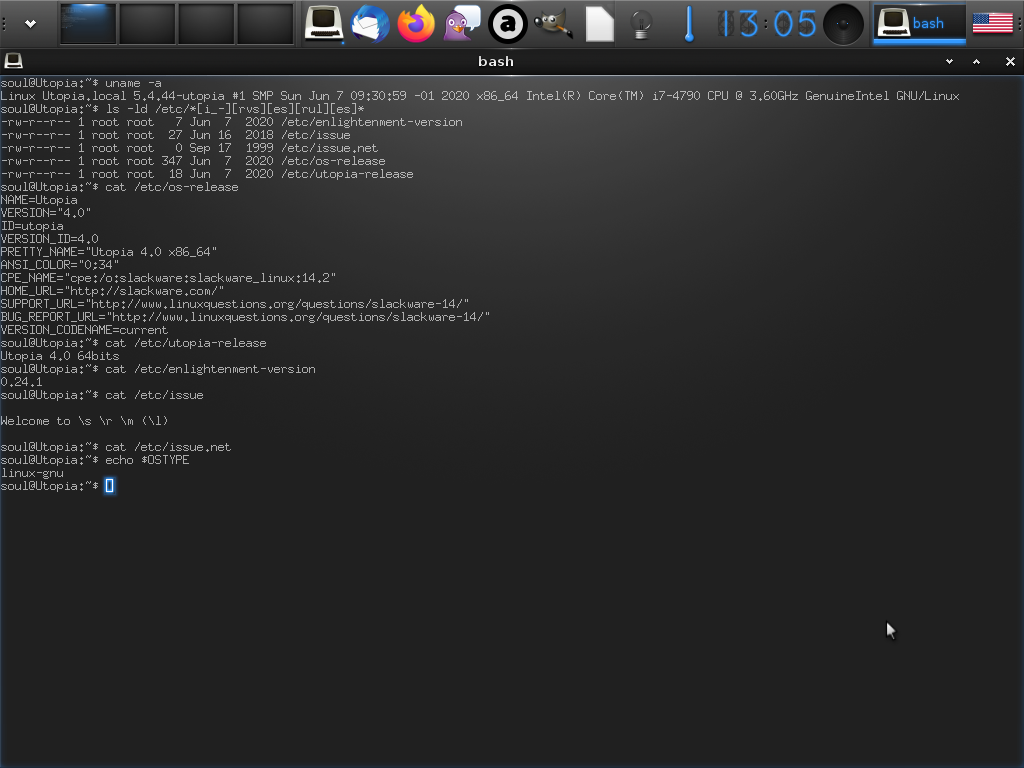 13:05
bash
bash
soul@Utopia:~$ uname -a
Linux Utopia.local 5.4.44-utopia #1 SMP Sun Jun 7 09:30:59 -01 2020 x86_64 Intel(R) Core(TM) i7-4790 CPU @ 3.60GHz GenuineIntel GNU/Linux
soul@Utopia:~$ ls -ld /etc/*[i_-][rvs][es][rul][es]*
-rw-r--r-- 1 root root   7 Jun  7  2020 /etc/enlightenment-version
-rw-r--r-- 1 root root  27 Jun 16  2018 /etc/issue
-rw-r--r-- 1 root root   0 Sep 17  1999 /etc/issue.net
-rw-r--r-- 1 root root 347 Jun  7  2020 /etc/os-release
-rw-r--r-- 1 root root  18 Jun  7  2020 /etc/utopia-release
soul@Utopia:~$ cat /etc/os-release
NAME=Utopia
VERSION="4.0"
ID=utopia
VERSION_ID=4.0
PRETTY_NAME="Utopia 4.0 x86_64"
ANSI_COLOR="0;34"
CPE_NAME="cpe:/o:slackware:slackware_linux:14.2"
HOME_URL="http://slackware.com/"
SUPPORT_URL="http://www.linuxquestions.org/questions/slackware-14/"
BUG_REPORT_URL="http://www.linuxquestions.org/questions/slackware-14/"
VERSION_CODENAME=current
soul@Utopia:~$ cat /etc/utopia-release
Utopia 4.0 64bits
soul@Utopia:~$ cat /etc/enlightenment-version
0.24.1
soul@Utopia:~$ cat /etc/issue
Welcome to \s \r \m (\l)
soul@Utopia:~$ cat /etc/issue.net
soul@Utopia:~$ echo $OSTYPE
linux-gnu
soul@Utopia:~$